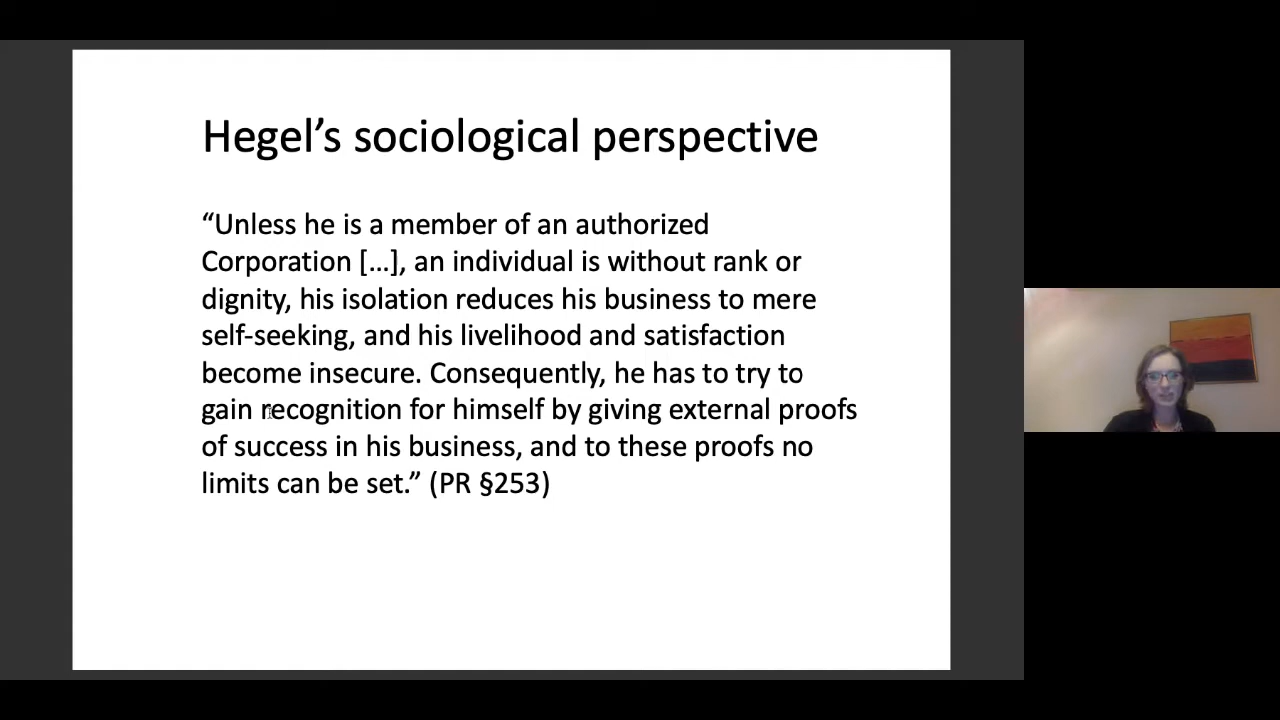 Hegel’s sociological perspective
“Unless he is a member of an authorized
Corporation [...], an individual is without rank or
dignity, his isolation reduces his business to mere
self-seeking, and his livelihood and satisfaction
become insecure. Consequently, he has to try to
gain recognition for himself by giving external proofs
of success in his business, and to these proofs no
limits can be set.” (PR §253)